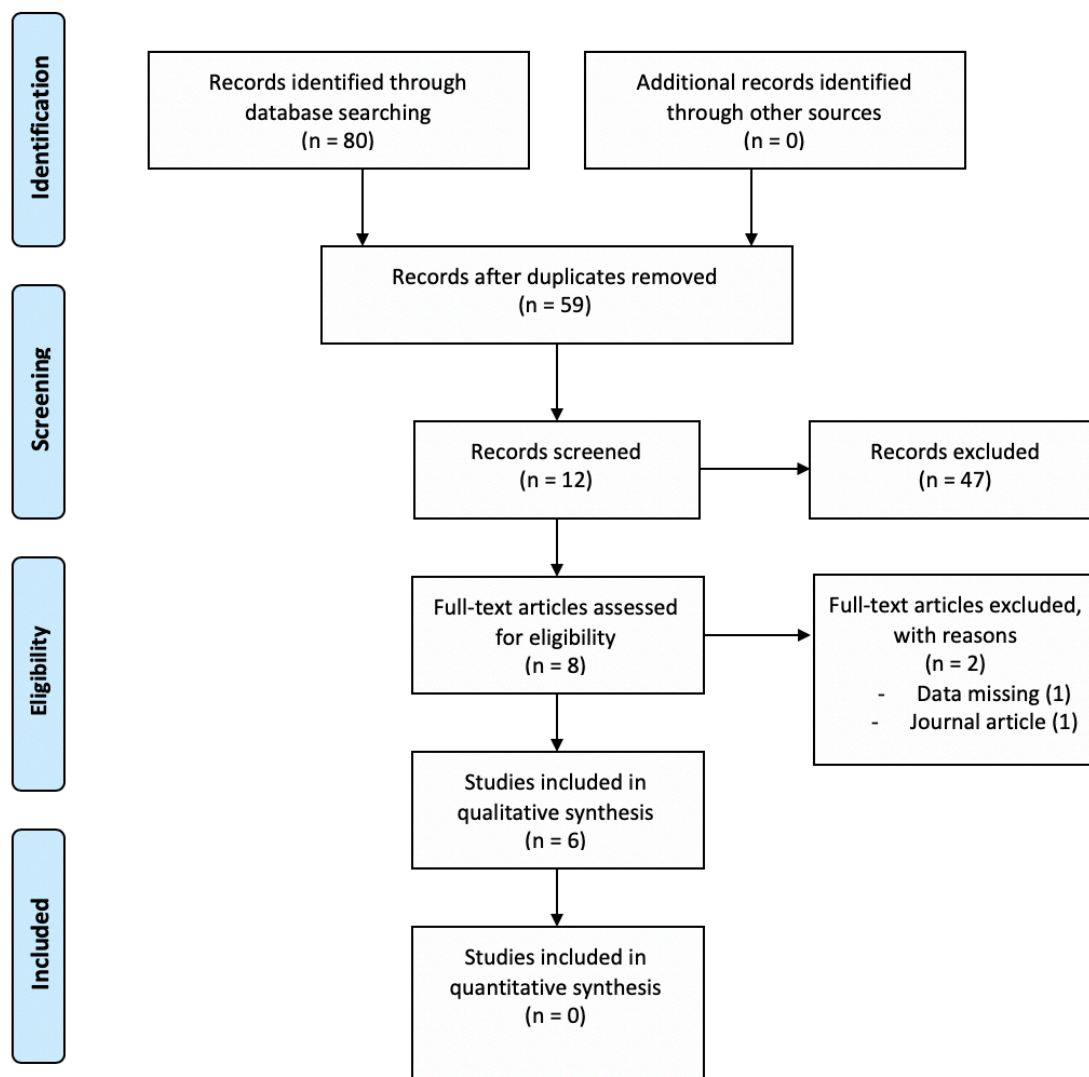 Identification
Records identified through
database searching
(n = 80)
Additional records identified
through other sources
(n = 0)
Records after duplicates removed
(n = 59)
Screening
Records screened
(n = 12)
Records excluded
(n = 47)
Eligibility
Full-text articles assessed
for eligibility
(n = 8)
Full-text articles excluded,
with reasons
(n = 2)
- Data missing (1)
- Journal article (1)
Studies included in
qualitative synthesis
(n = 6)
Included
Studies included in
quantitative synthesis
(n = 0)